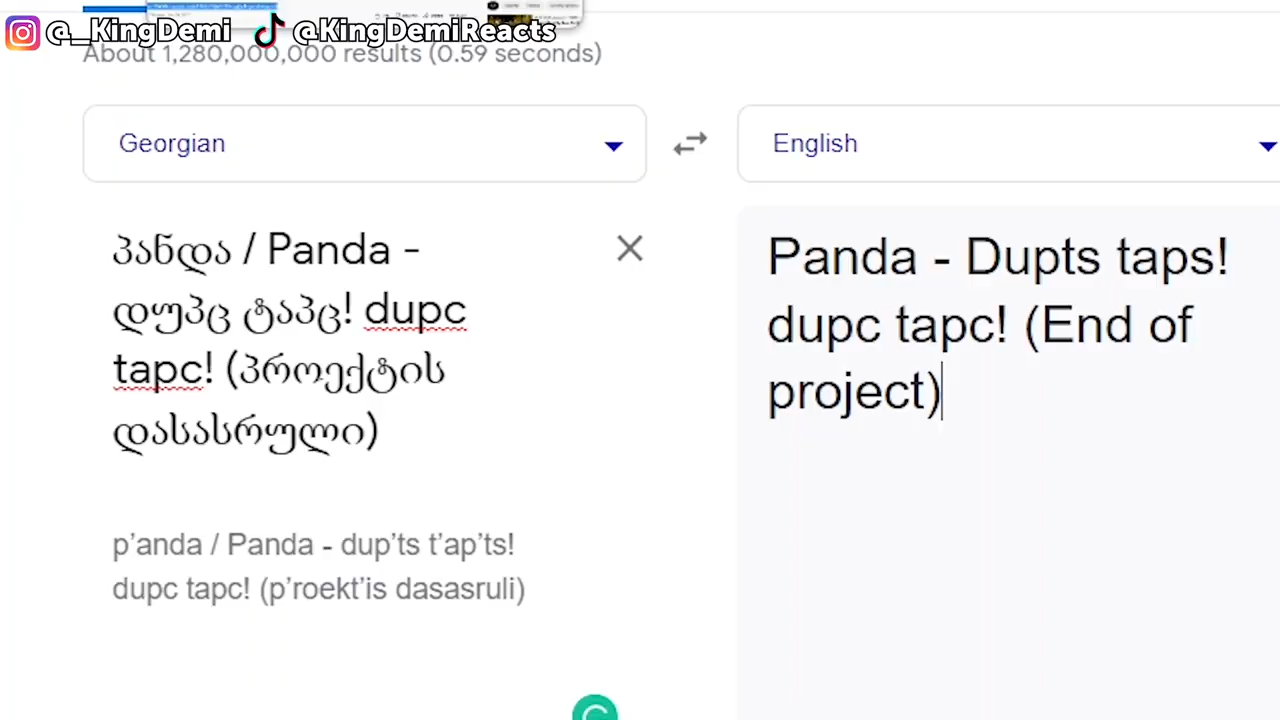 @_KingDemi @KingDemiReacts
About 1,280,000,000 results (0.59 seconds)
Georgian
English
პანდა / Panda -
დუპც ტაპც! dupc
tapc! (პროექტის
დასასრული)
p’anda / Panda - dup’ts t’ap’ts!
dupc tapc! (p’roekt’is dasasruli)
Panda - Dupts taps!
dupc tapc! (End of
project)